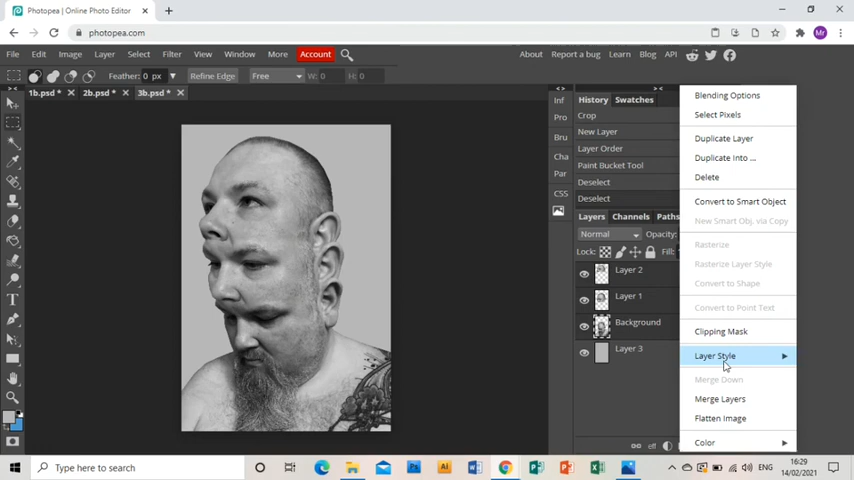 Photopea | Online Photo Editor
photopea.com
Mr
File Edit Image Layer Select Filter View Window More Account
About Report a bug Learn Blog API
Feather: 0 px Refine Edge Free W: 0 H: 0
1b.psd * 2b.psd * 3b.psd *
Inf
Pro
Bru
Cha
Par
CSS
History Swatches
Crop
New Layer
Layer Order
Paint Bucket Tool
Deselect
Deselect
Layers Channels Paths
Normal Opacity:
Lock: Fill:
Layer 2
Layer 1
Background
Layer 3
eff
Blending Options
Select Pixels
Duplicate Layer
Duplicate Into ...
Delete
Convert to Smart Object
New Smart Obj. via Copy
Rasterize
Rasterize Layer Style
Convert to Shape
Convert to Point Text
Clipping Mask
Layer Style
Merge Down
Merge Layers
Flatten Image
Color
Type here to search
ENG
16:29
14/02/2021